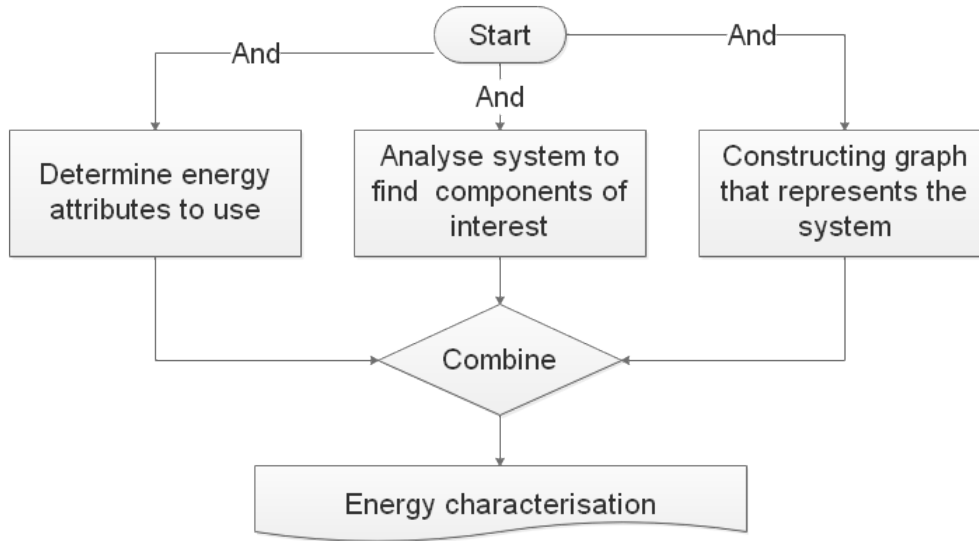 Start
And
And
And
Determine energy
attributes to use
Analyse system to
find components of
interest
Constructing graph
that represents the
system
Combine
Energy characterisation